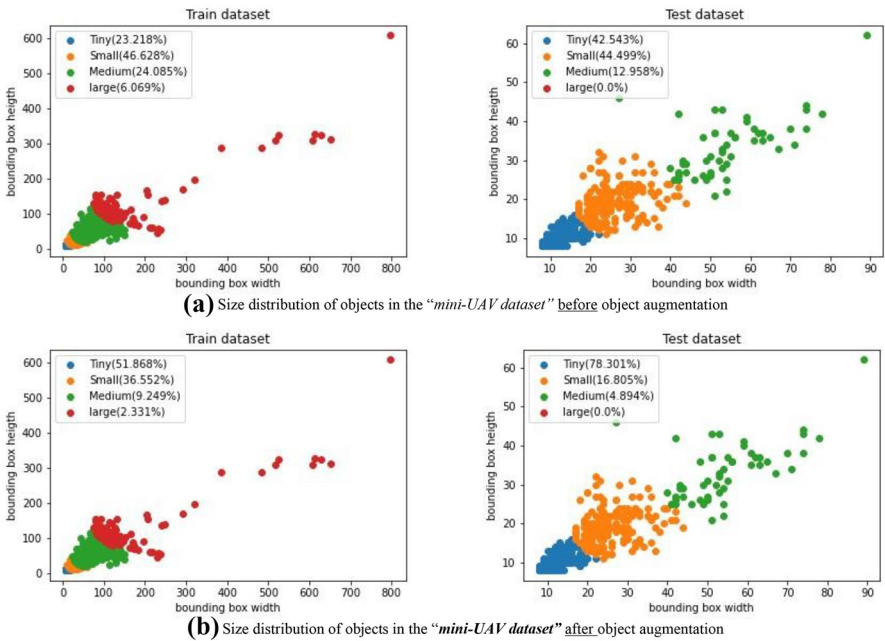 Train dataset
Test dataset
Tiny(23.218%)
Small(46.628%)
Medium(24.085%)
large(6.069%)
bounding box heigth
600
500
400
300
200
100
0
0 100 200 300 400 500 600 700 800
bounding box width
Tiny(42.543%)
Small(44.499%)
Medium(12.958%)
large(0.0%)
bounding box heigth
60
50
40
30
20
10
10 20 30 40 50 60 70 80 90
bounding box width
(a) Size distribution of objects in the “mini-UAV dataset” before object augmentation
Train dataset
Test dataset
Tiny(51.868%)
Small(36.552%)
Medium(9.249%)
large(2.331%)
bounding box heigth
600
500
400
300
200
100
0
0 100 200 300 400 500 600 700 800
bounding box width
Tiny(78.301%)
Small(16.805%)
Medium(4.894%)
large(0.0%)
bounding box heigth
60
50
40
30
20
10
10 20 30 40 50 60 70 80 90
bounding box width
(b) Size distribution of objects in the “mini-UAV dataset” after object augmentation